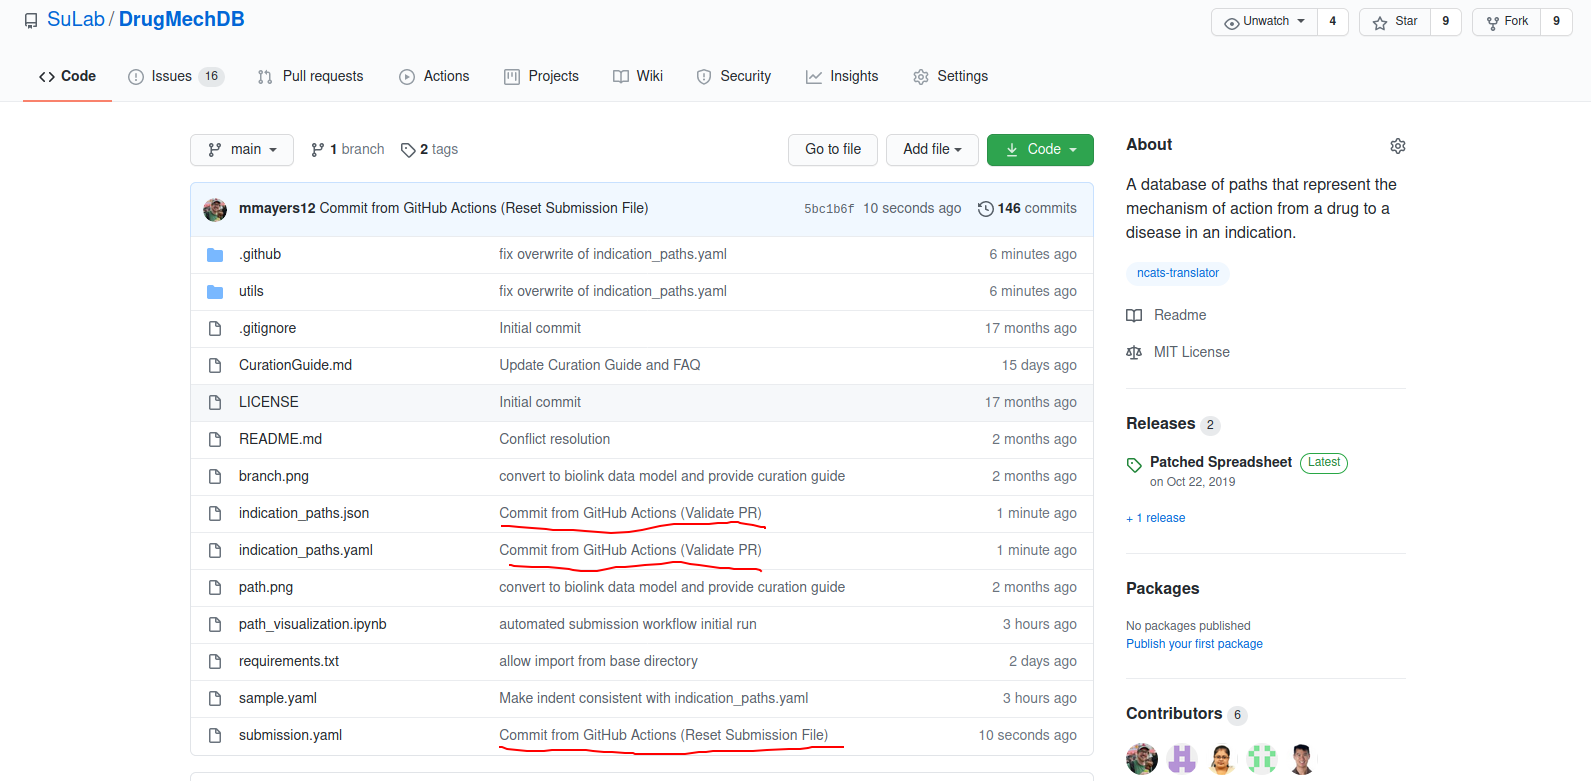 SuLab / DrugMechDB
Unwatch 4 Star 9 Fork 9
Code Issues 16 Pull requests Actions Projects Wiki Security Insights Settings
main 1 branch 2 tags Go to file Add file Code
mmayers12 Commit from GitHub Actions (Reset Submission File) 5bc1b6f 10 seconds ago 146 commits
.github fix overwrite of indication_paths.yaml 6 minutes ago
utils fix overwrite of indication_paths.yaml 6 minutes ago
.gitignore Initial commit 17 months ago
CurationGuide.md Update Curation Guide and FAQ 15 days ago
LICENSE Initial commit 17 months ago
README.md Conflict resolution 2 months ago
branch.png convert to biolink data model and provide curation guide 2 months ago
indication_paths.json Commit from GitHub Actions (Validate PR) 1 minute ago
indication_paths.yaml Commit from GitHub Actions (Validate PR) 1 minute ago
path.png convert to biolink data model and provide curation guide 2 months ago
path_visualization.ipynb automated submission workflow initial run 3 hours ago
requirements.txt allow import from base directory 2 days ago
sample.yaml Make indent consistent with indication_paths.yaml 3 hours ago
submission.yaml Commit from GitHub Actions (Reset Submission File) 10 seconds ago
About
A database of paths that represent the
mechanism of action from a drug to a
disease in an indication.
ncats-translator
Readme
MIT License
Releases 2
Patched Spreadsheet Latest
on Oct 22, 2019
+ 1 release
Packages
No packages published
Publish your first package
Contributors 6